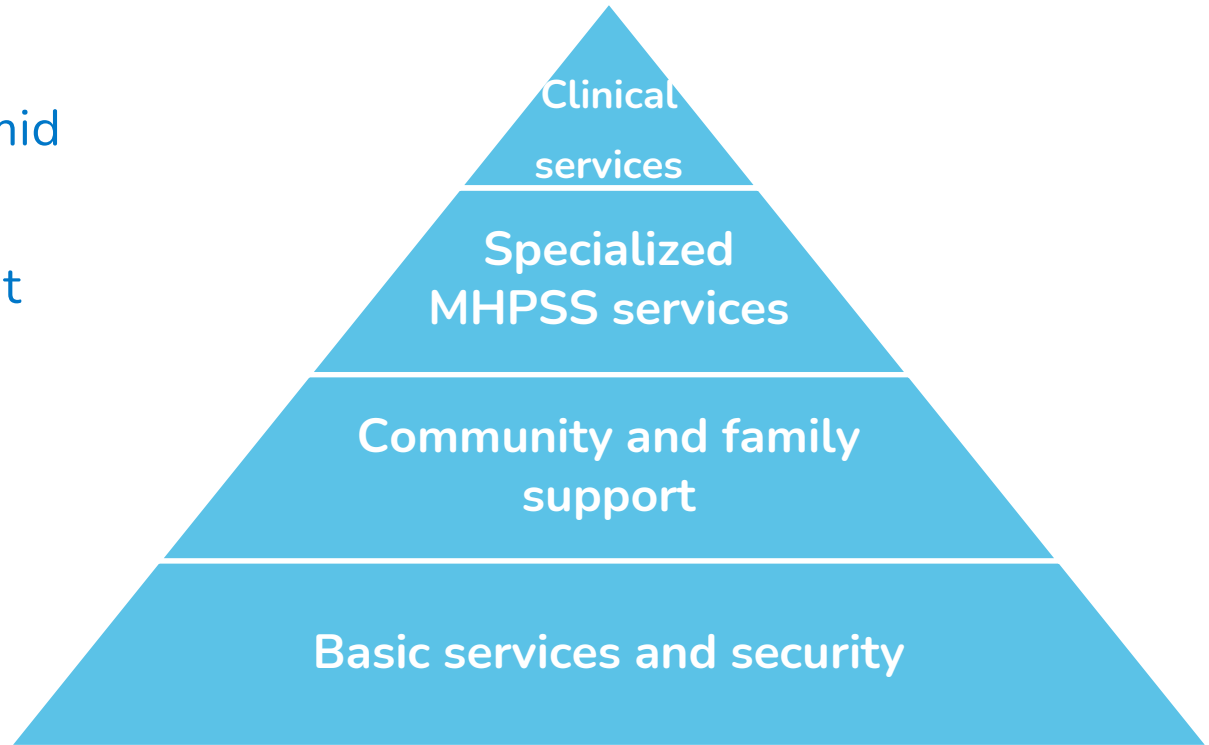 Clinical
services
Specialized
MHPSS services
Community and family
support
Basic services and security